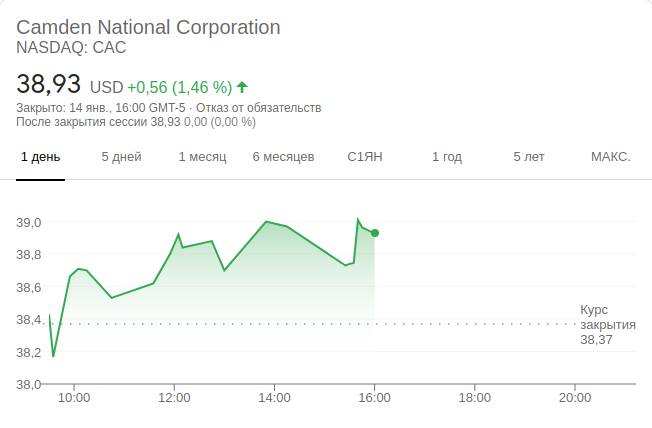 Camden National Corporation
NASDAQ: CAC
38,93 USD +0,56 (1,46 %)
Закрыто: 14 янв., 16:00 GMT-5 · Отказ от обязательств
После закрытия сессии 38,93 0,00 (0,00 %)
1 день 5 дней 1 месяц 6 месяцев С1ЯН 1 год 5 лет МАКС.
39,0
38,8
38,6
38,4
38,2
38,0
Курс
закрытия
38,37
10:00 12:00 14:00 16:00 18:00 20:00